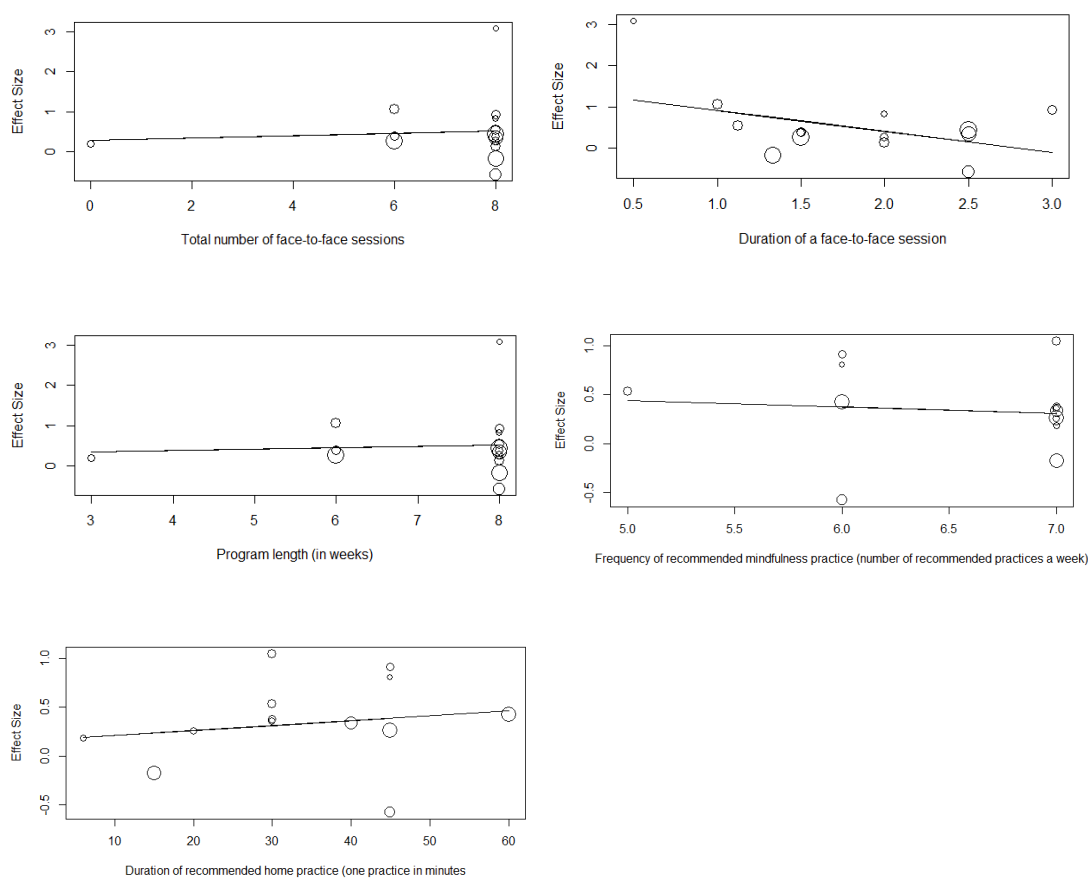 Effect Size
3
2
1
0
0 2 4 6 8
Total number of face-to-face sessions
Effect Size
3
2
1
0
0.5 1.0 1.5 2.0 2.5 3.0
Duration of a face-to-face session
Effect Size
3
2
1
0
3 4 5 6 7 8
Program length (in weeks)
Effect Size
1.0
0.5
0.0
-0.5
5.0 5.5 6.0 6.5 7.0
Frequency of recommended mindfulness practice (number of recommended practices a week)
Effect Size
1.0
0.5
0.0
-0.5
10 20 30 40 50 60
Duration of recommended home practice (one practice in minutes